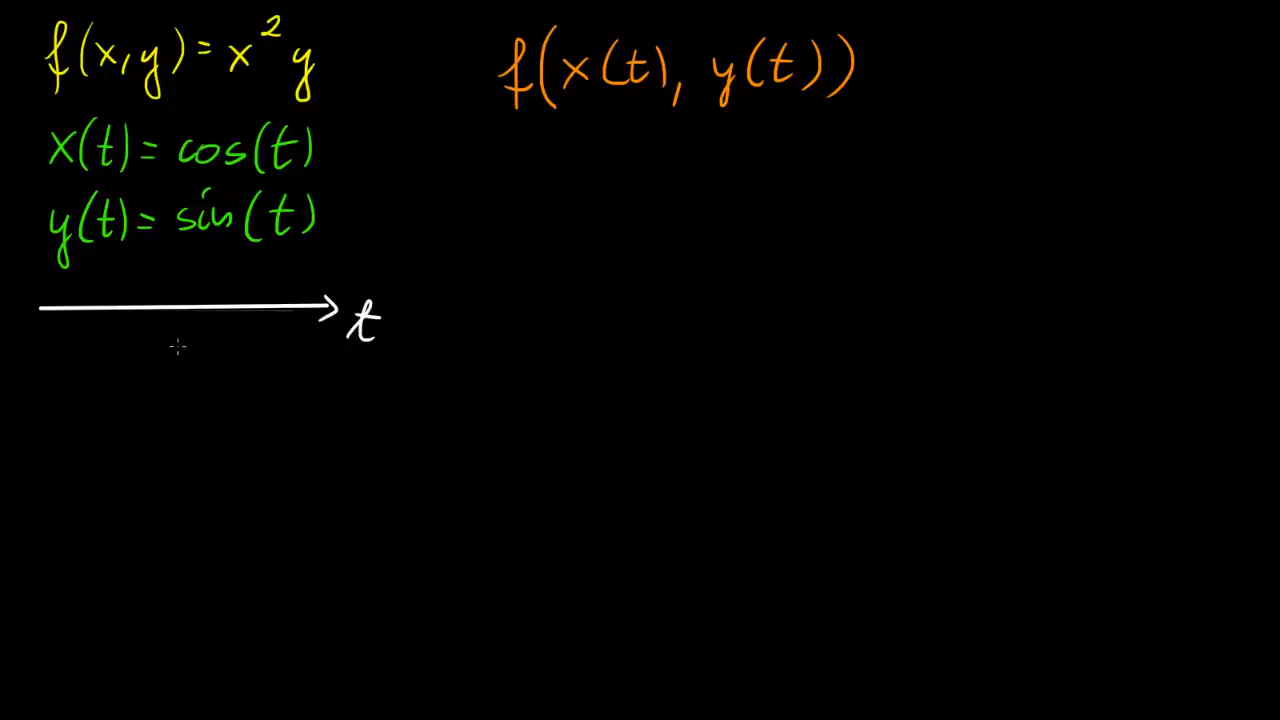 f(x,y)=x²y
x(t)=cos(t)
y(t)=sin(t)
t
f(x(t), y(t))